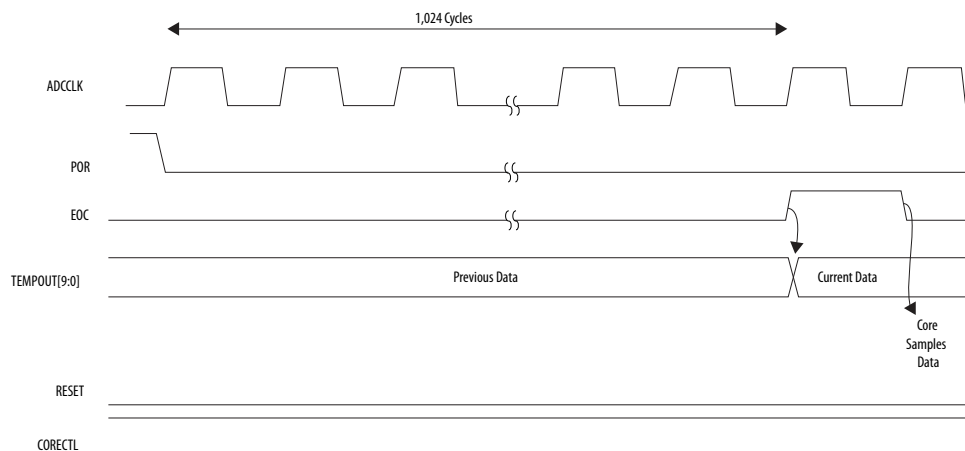 1,024 Cycles
ADCCLK
POR
EOC
TEMPOUT[9:0]
Previous Data
Current Data
Core
Samples
Data
RESET
CORECTL